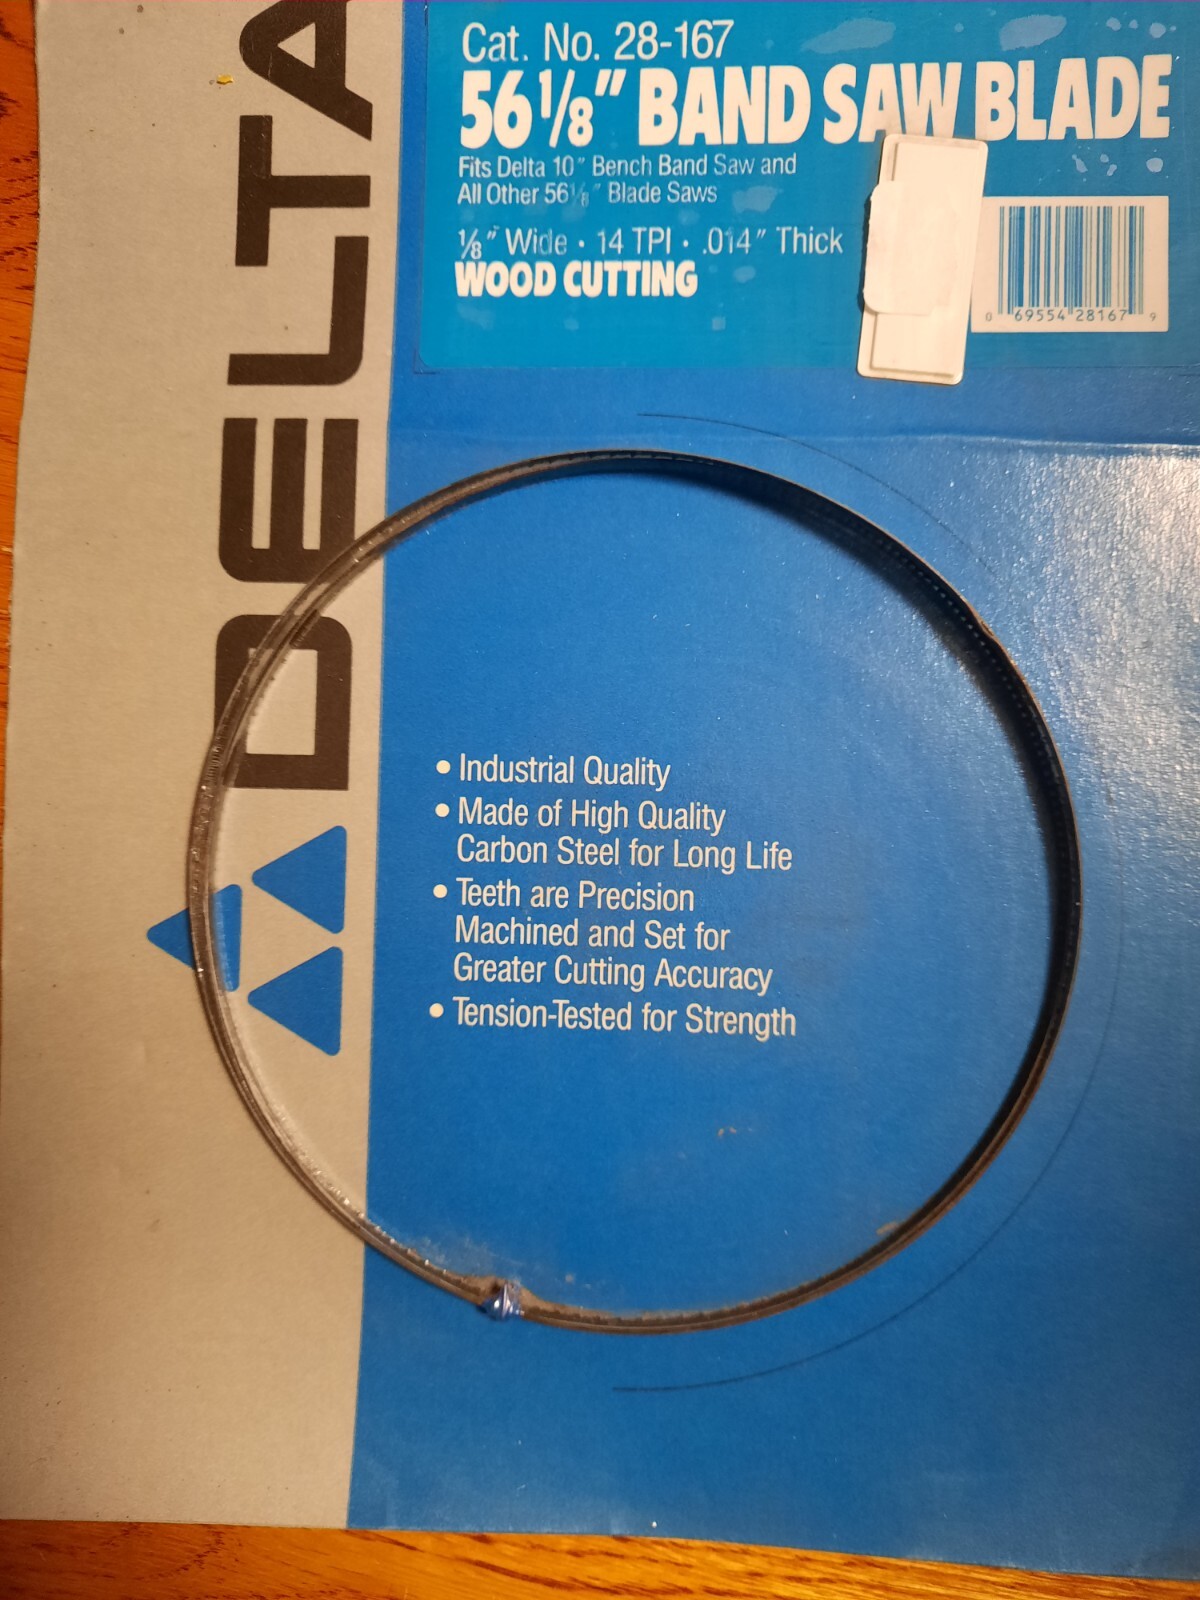 DELTA
Cat. No. 28-167
56 1/8" BAND SAW BLADE
Fits Delta 10" Bench Band Saw and
All Other 56 1/8" Blade Saws
1/8" Wide • 14 TPI • .014" Thick
WOOD CUTTING
0 69554 28167 9
• Industrial Quality
• Made of High Quality
Carbon Steel for Long Life
• Teeth are Precision
Machined and Set for
Greater Cutting Accuracy
• Tension-Tested for Strength